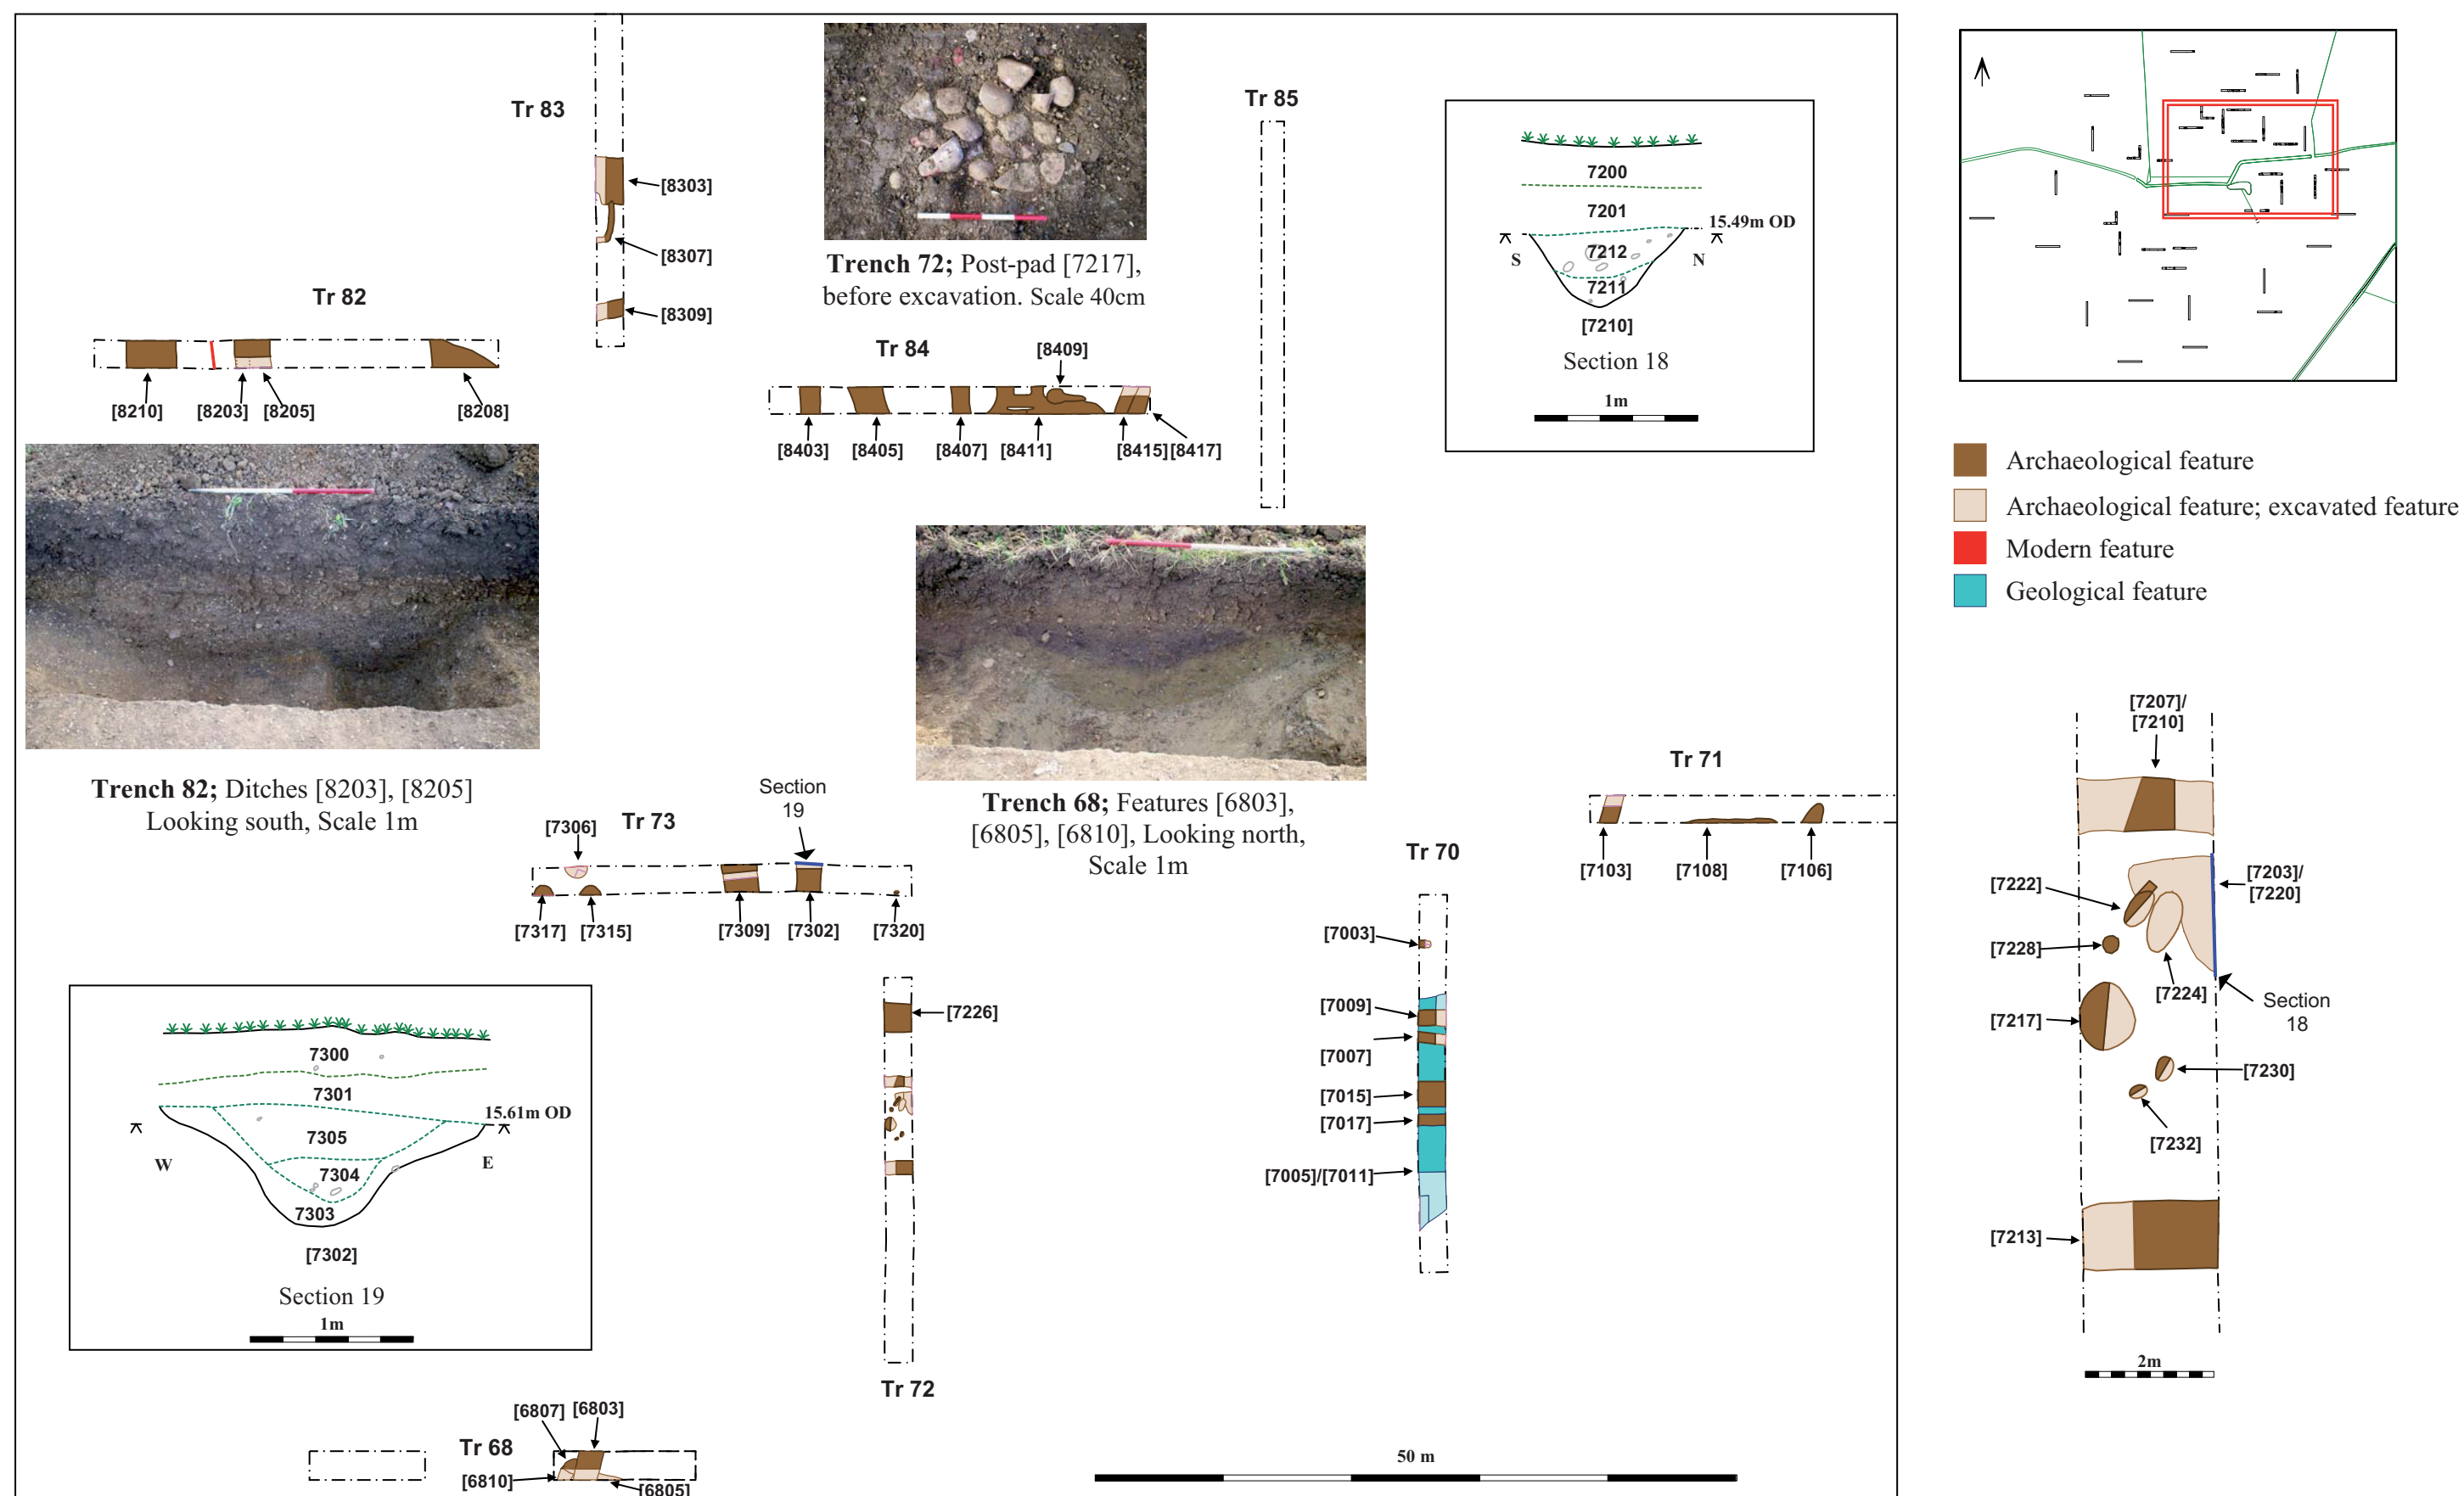 Tr 83
[8303]
[8307]
[8309]
Trench 72; Post-pad [7217],
before excavation. Scale 40cm
Tr 85
7200
7201
15.49m OD
7212
S
N
7211
[7210]
Section 18
1m
Tr 82
[8210]
[8203]
[8205]
[8208]
Tr 84
[8409]
[8403]
[8405]
[8407]
[8411]
[8415]
[8417]
Archaeological feature
Archaeological feature; excavated feature
Modern feature
Geological feature
Trench 82; Ditches [8203], [8205]
Looking south, Scale 1m
Trench 68; Features [6803],
[6805], [6810], Looking north,
Scale 1m
Section
19
[7306]
Tr 73
[7317]
[7315]
[7309]
[7302]
[7320]
Tr 71
[7103]
[7108]
[7106]
Tr 70
[7003]
[7009]
[7007]
[7015]
[7017]
[7005]/[7011]
7300
7301
15.61m OD
7305
W
E
7304
7303
[7302]
Section 19
1m
[7226]
Tr 72
[6807]
[6803]
Tr 68
[6810]
[6805]
50 m
[7207]/
[7210]
[7222]
[7203]/
[7220]
[7228]
[7224]
Section
18
[7217]
[7230]
[7232]
[7213]
2m